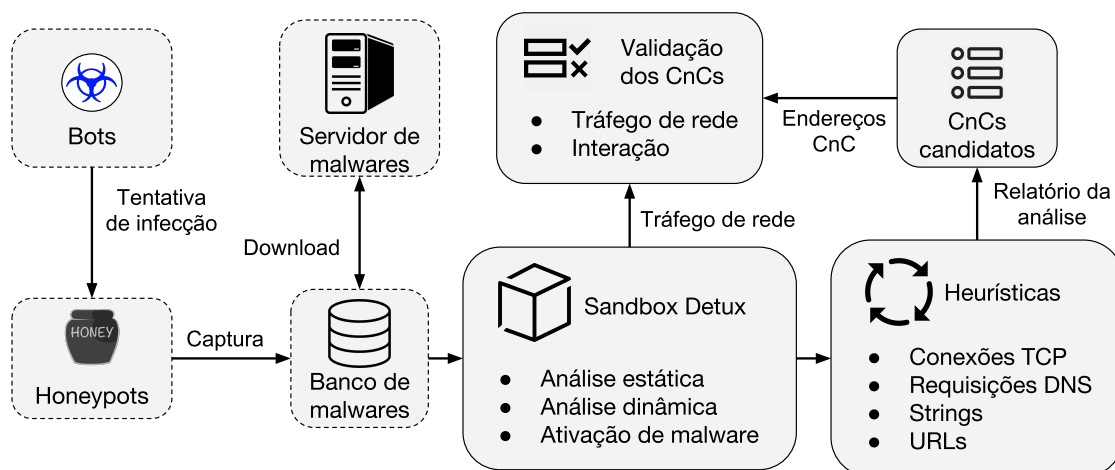 Bots
Tentativa
de infecção
HONEY
Honeypots
Captura
Servidor de
malwares
Download
Banco de
malwares
Sandbox Detux
● Análise estática
● Análise dinâmica
● Ativação de malware
Tráfego de rede
Validação
dos CnCs
● Tráfego de rede
● Interação
Heurísticas
● Conexões TCP
● Requisições DNS
● Strings
● URLs
Relatório da
análise
CnCs
candidatos
Endereços
CnC